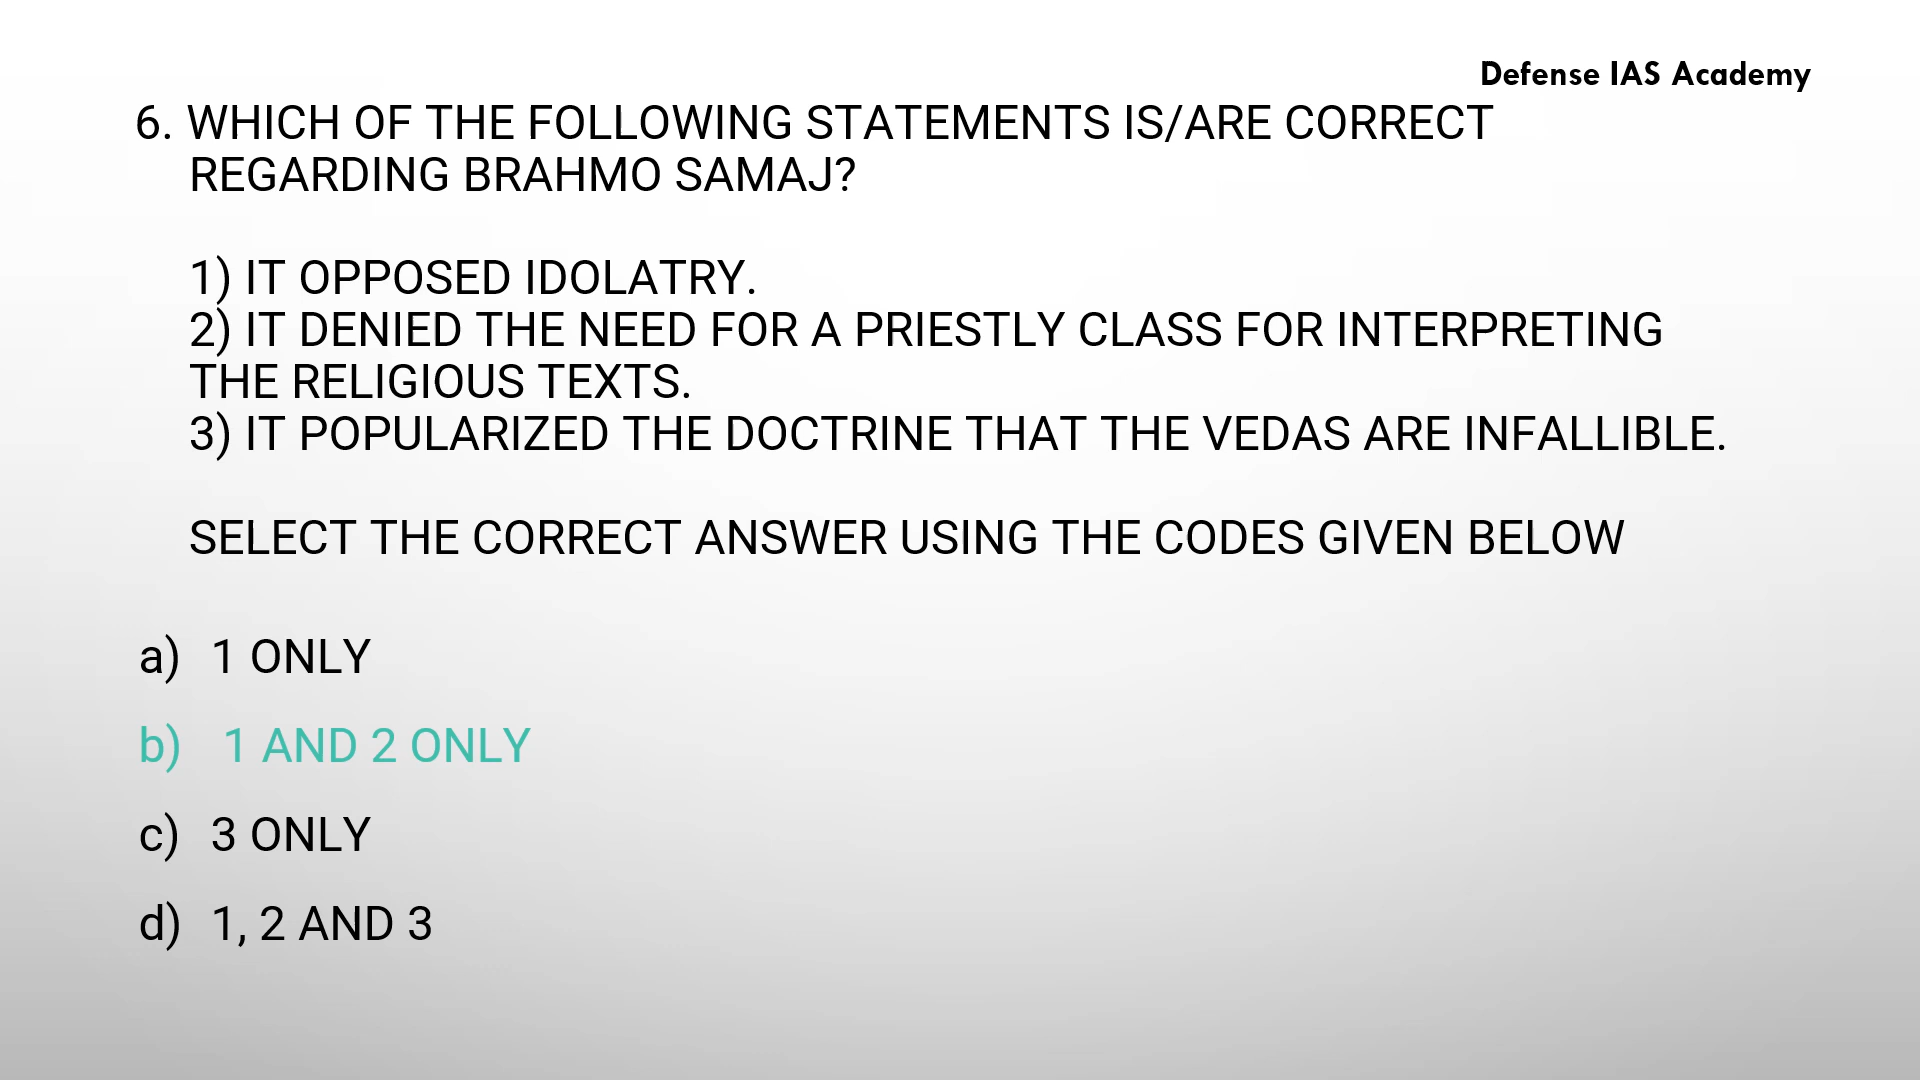 Defense IAS Academy
6. WHICH OF THE FOLLOWING STATEMENTS IS/ARE CORRECT
REGARDING BRAHMO SAMAJ?
1) IT OPPOSED IDOLATRY.
2) IT DENIED THE NEED FOR A PRIESTLY CLASS FOR INTERPRETING
THE RELIGIOUS TEXTS.
3) IT POPULARIZED THE DOCTRINE THAT THE VEDAS ARE INFALLIBLE.
SELECT THE CORRECT ANSWER USING THE CODES GIVEN BELOW
a) 1 ONLY
b) 1 AND 2 ONLY
c) 3 ONLY
d) 1, 2 AND 3